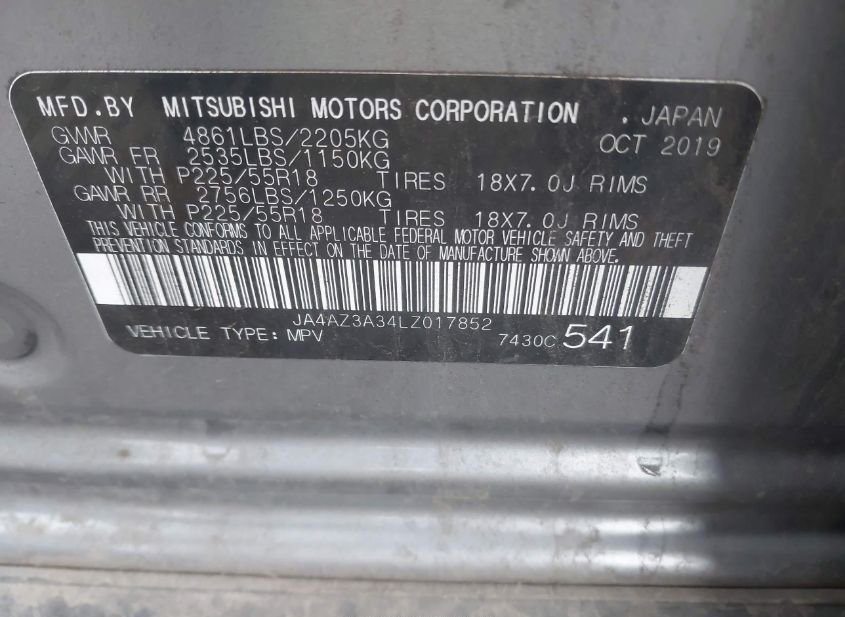 MFD.BY MITSUBISHI MOTORS CORPORATION . JAPAN
GWWR 4861LBS/2205KG OCT 2019
GAWR FR 2535LBS/1150KG
WITH P225/55R18 TIRES 18X7.0J RIMS
GAWR RR 2756LBS/1250KG
WITH P225/55R18 TIRES 18X7.0J RIMS
THIS VEHICLE CONFORMS TO ALL APPLICABLE FEDERAL MOTOR VEHICLE SAFETY AND THEFT
PREVENTION STANDARDS IN EFFECT ON THE DATE OF MANUFACTURE SHOWN ABOVE.
JA4AZ3A34LZ017852
VEHICLE TYPE: MPV 7430C 541